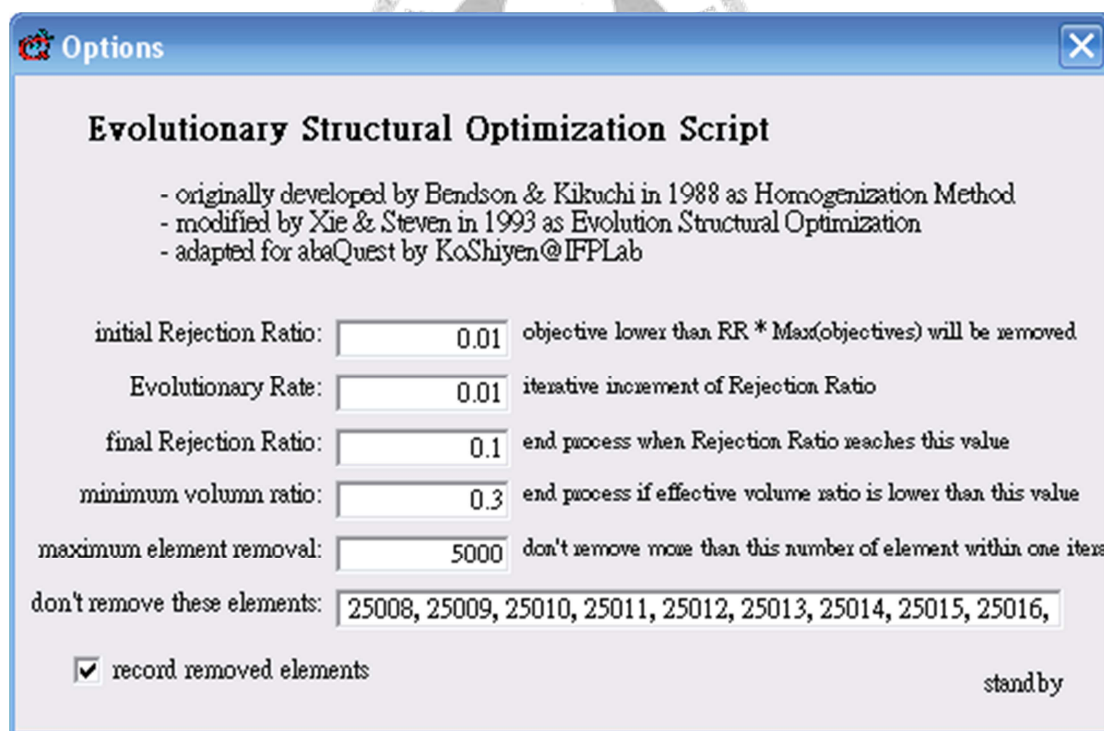 Options
Evolutionary Structural Optimization Script
- originally developed by Bendson & Kikuchi in 1988 as Homogenization Method
- modified by Xie & Steven in 1993 as Evolution Structural Optimization
- adapted for abaQuest by KoShiyen@IFPLab
initial Rejection Ratio: 0.01 objective lower than RR * Max(objectives) will be removed
Evolutionary Rate: 0.01 iterative increment of Rejection Ratio
final Rejection Ratio: 0.1 end process when Rejection Ratio reaches this value
minimum volumn ratio: 0.3 end process if effective volume ratio is lower than this value
maximum element removal: 5000 don't remove more than this number of element within one itera
don't remove these elements: 25008, 25009, 25010, 25011, 25012, 25013, 25014, 25015, 25016,
record removed elements
standby